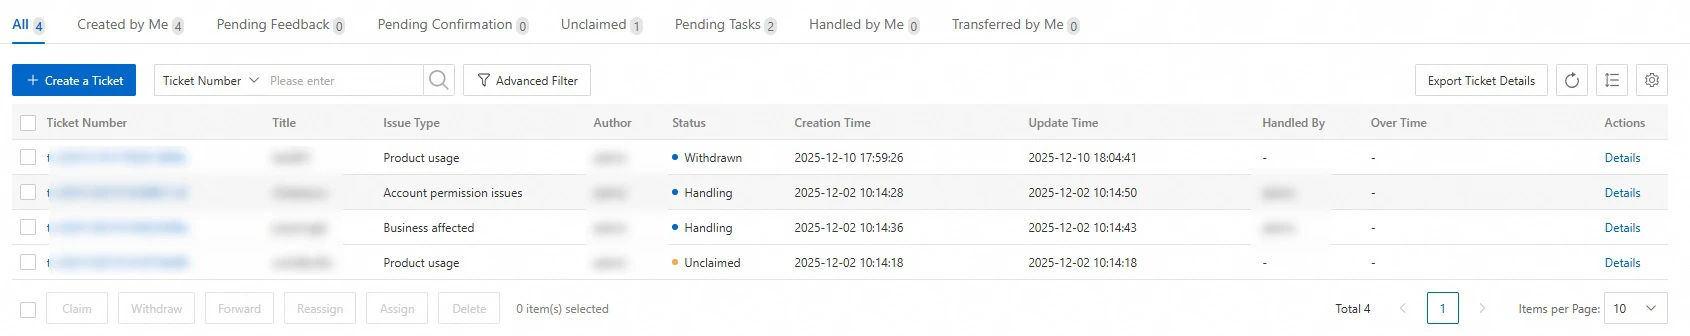 All 4 Created by Me 4 Pending Feedback 0 Pending Confirmation 0 Unclaimed 1 Pending Tasks 2 Handled by Me 0 Transferred by Me 0
+ Create a Ticket Ticket Number Please enter Advanced Filter Export Ticket Details
Ticket Number Title Issue Type Author Status Creation Time Update Time Handled By Over Time Actions
Product usage Withdrawn 2025-12-10 17:59:26 2025-12-10 18:04:41 - - Details
Account permission issues Handling 2025-12-02 10:14:28 2025-12-02 10:14:50 - Details
Business affected Handling 2025-12-02 10:14:36 2025-12-02 10:14:43 - Details
Product usage Unclaimed 2025-12-02 10:14:18 2025-12-02 10:14:18 - - Details
Claim Withdraw Forward Reassign Assign Delete 0 item(s) selected Total 4 < 1 > Items per Page: 10